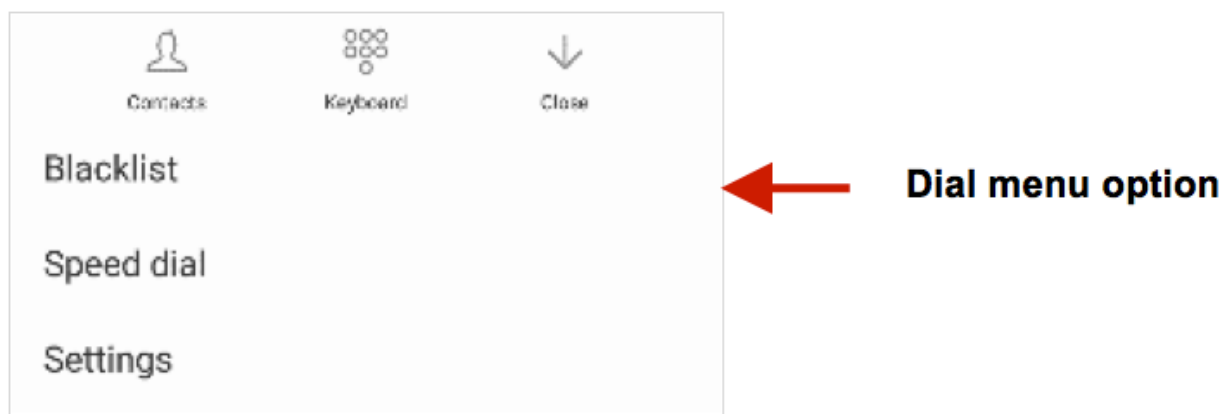 Contacts Keyboard Close
Blacklist
Dial menu option
Speed dial
Settings